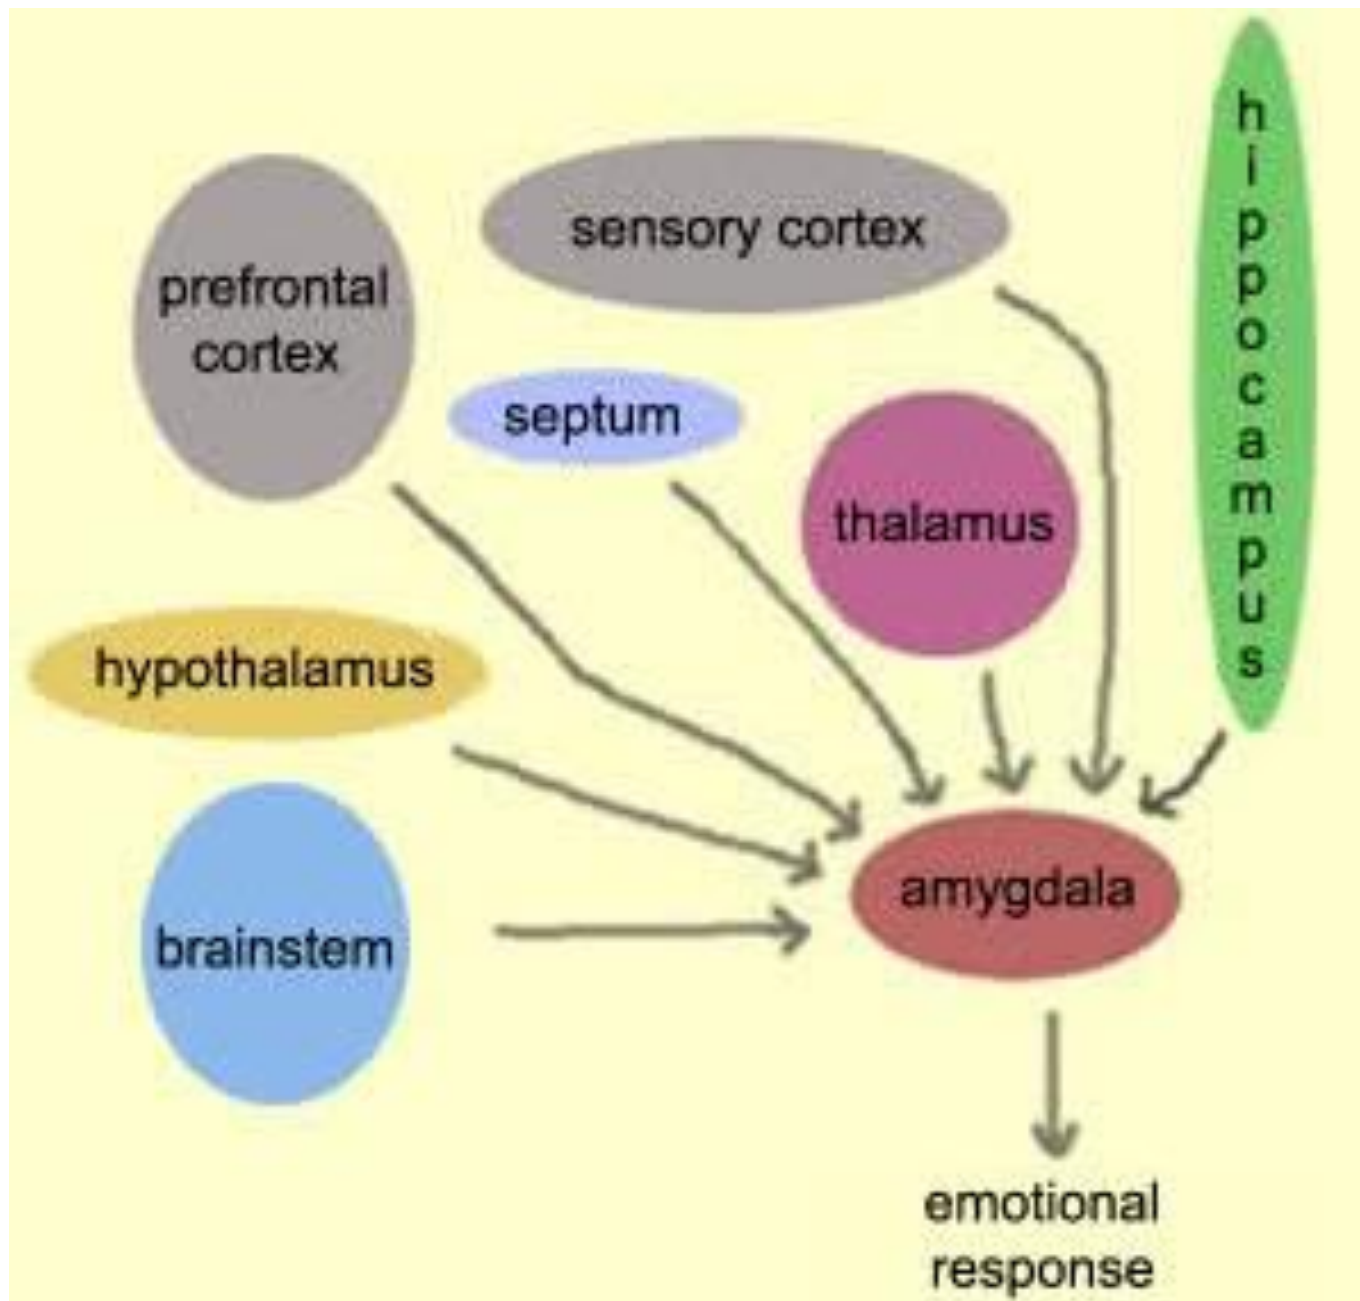 sensory cortex
prefrontal
cortex
septum
thalamus
hippocampus
hypothalamus
brainstem
amygdala
emotional
response